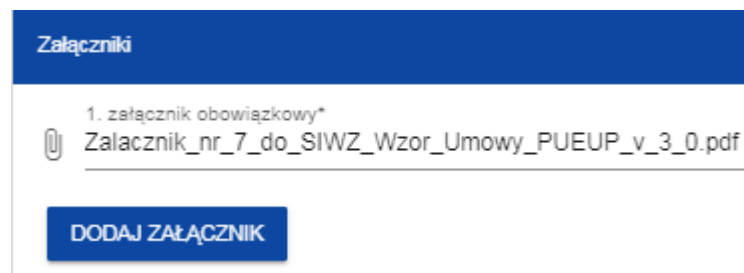 Załączniki
1. załącznik obowiązkowy*
Zalacznik_nr_7_do_SIWZ_Wzor_Umowy_PUEUP_v_3_0.pdf
DODAJ ZAŁĄCZNIK